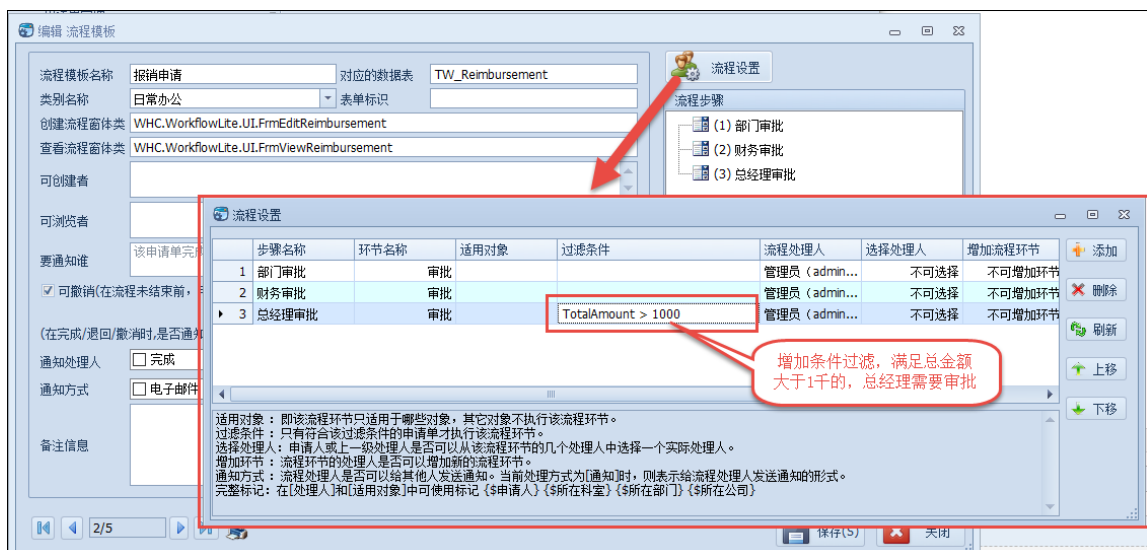 编辑 流程模板
流程模板名称 报销申请 对应的数据表 TW_Reimbursement
流程设置
类别名称 日常办公 表单标识
流程步骤
创建流程窗体类 WHC.WorkflowLite.UI.FrmEditReimbursement
(1) 部门审批
查看流程窗体类 WHC.WorkflowLite.UI.FrmViewReimbursement
(2) 财务审批
可创建者
(3) 总经理审批
可浏览者
要通知谁 该申请单完
可撤销(在流程未结束前，
(在完成/退回/撤消时,是否通知
通知处理人 完成
通知方式 电子邮件
备注信息
2/5
保存(S) 关闭
流程设置
步骤名称 环节名称 适用对象 过滤条件 流程处理人 选择处理人 增加流程环节
1 部门审批 审批 管理员（admin... 不可选择 不可增加环节
2 财务审批 审批 管理员（admin... 不可选择 不可增加环节
3 总经理审批 审批 TotalAmount > 1000 管理员（admin... 不可选择 不可增加环节
添加
删除
刷新
上移
下移
增加条件过滤，满足总金额
大于1千的，总经理需要审批
适用对象 ：即该流程环节只适用于哪些对象，其它对象不执行该流程环节。
过滤条件 ：只有符合该过滤条件的申请单才执行该流程环节。
选择处理人：申请人或上一级处理人是否可以从该流程环节的几个处理人中选择一个实际处理人。
增加环节 ：流程环节的处理人是否可以增加新的流程环节。
通知方式 ：流程处理人是否可以给其他人发送通知。当前处理方式为[通知]时，则表示给流程处理人发送通知的形式。
完整标记：在[处理人]和[适用对象]中可使用标记 {$申请人} {$所在科室} {$所在部门} {$所在公司}